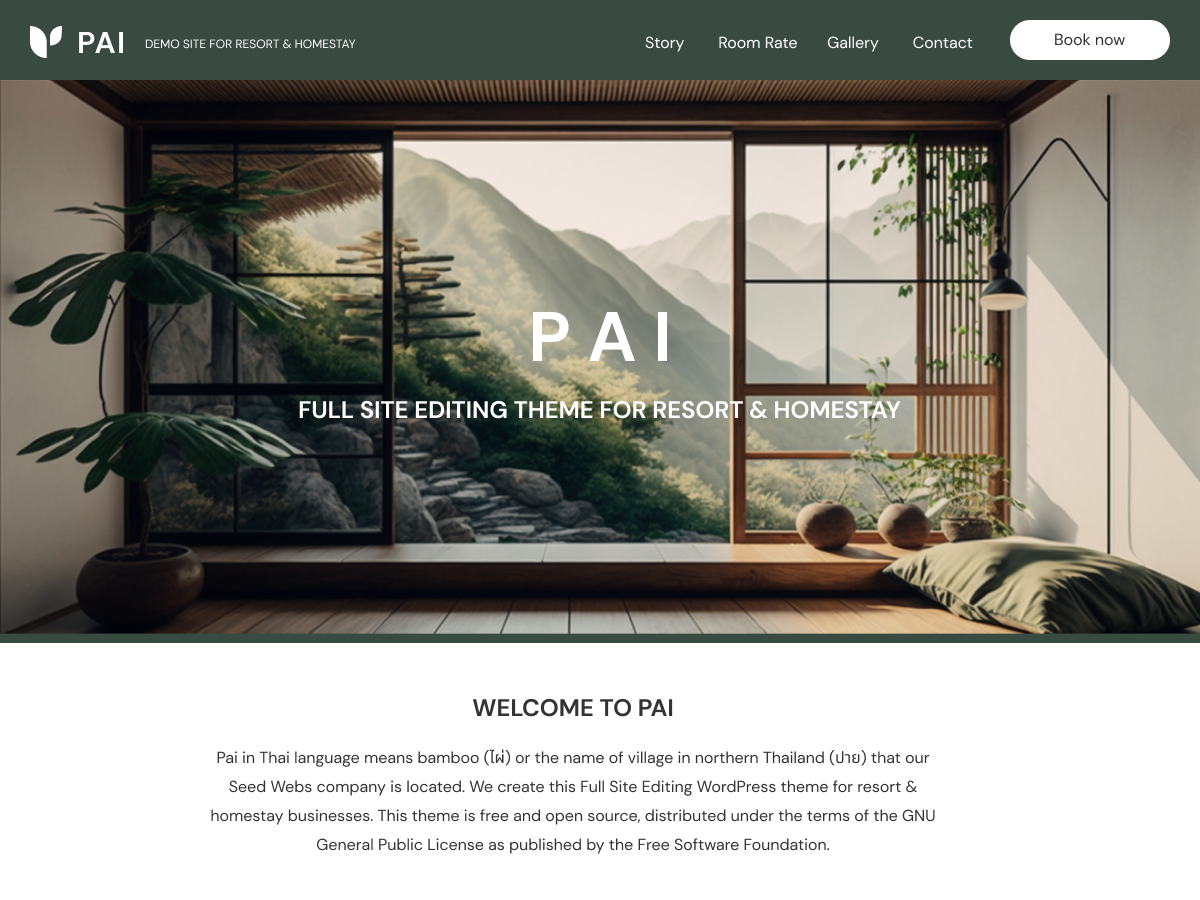 PAI
DEMO SITE FOR RESORT & HOMESTAY
Story
Room Rate
Gallery
Contact
Book now
PAI
FULL SITE EDITING THEME FOR RESORT & HOMESTAY
WELCOME TO PAI
Pai in Thai language means bamboo (ไผ่) or the name of village in northern Thailand (ปาย) that our
Seed Webs company is located. We create this Full Site Editing WordPress theme for resort &
homestay businesses. This theme is free and open source, distributed under the terms of the GNU
General Public License as published by the Free Software Foundation.